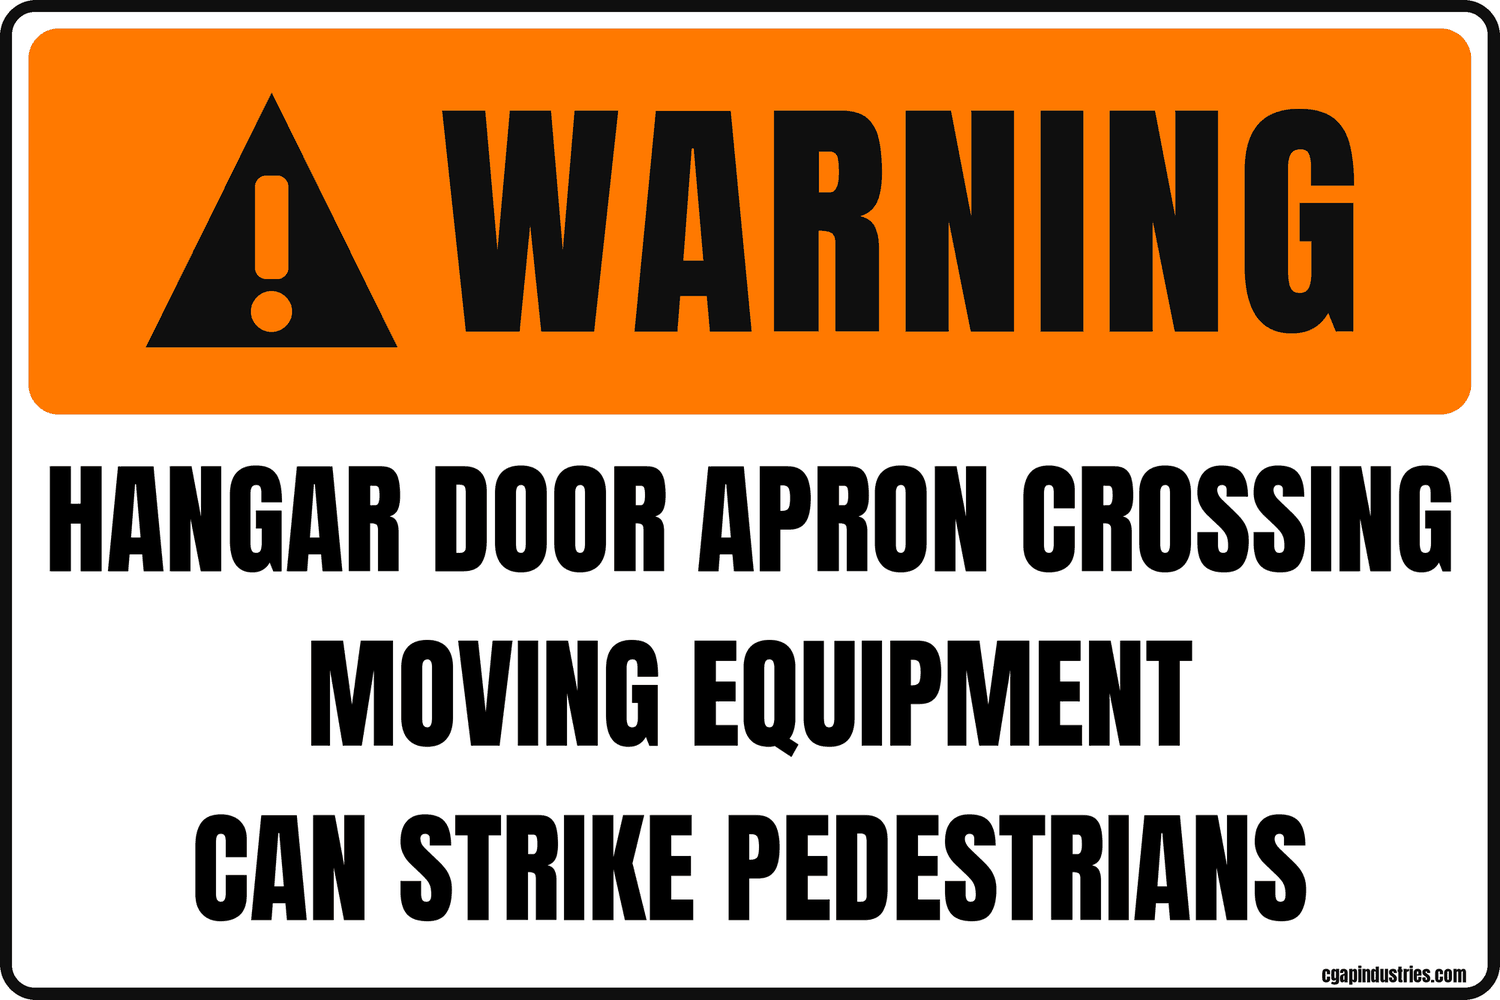 WARNING
HANGAR DOOR APRON CROSSING
MOVING EQUIPMENT
CAN STRIKE PEDESTRIANS
cgapindustries.com